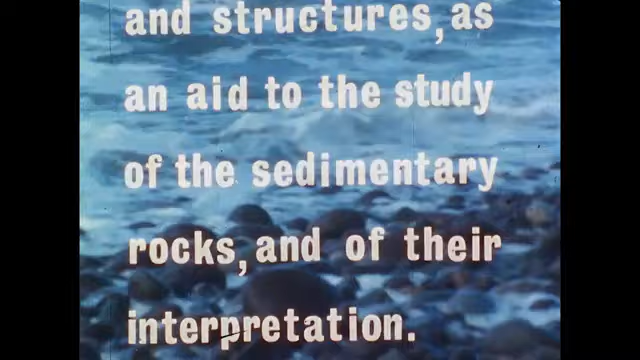 and structures, as
an aid to the study
of the sedimentary
rocks, and of their
interpretation.